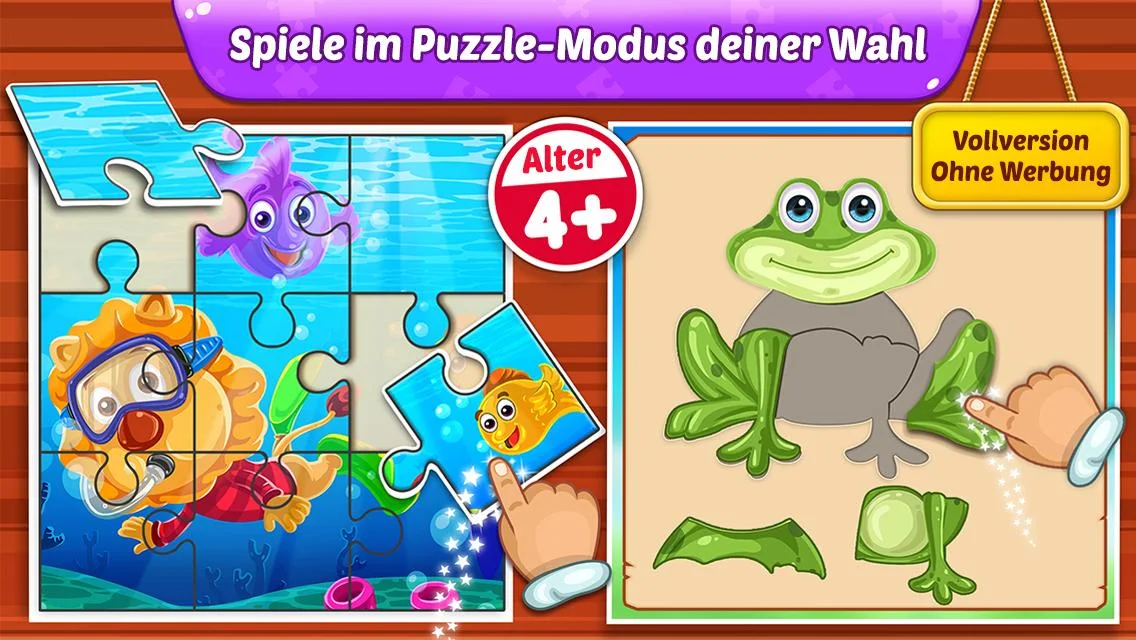 Spiele im Puzzle-Modus deiner Wahl
Alter
4+
Vollversion
Ohne Werbung